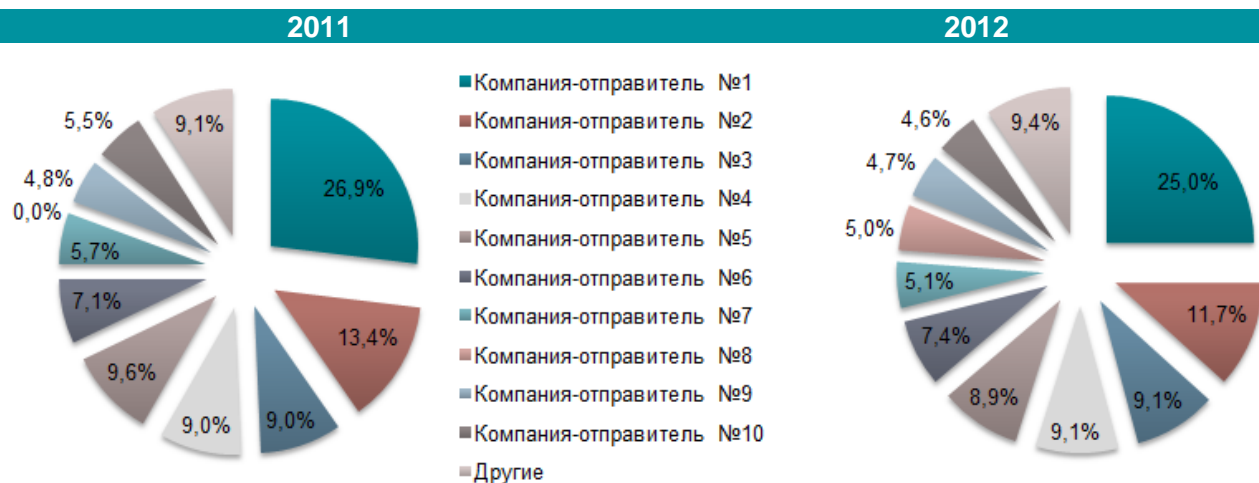 2011
2012
5,5%
9,1%
4,8%
26,9%
0,0%
5,7%
7,1%
13,4%
9,6%
9,0%
9,0%
Компания-отправитель №1
Компания-отправитель №2
Компания-отправитель №3
Компания-отправитель №4
Компания-отправитель №5
Компания-отправитель №6
Компания-отправитель №7
Компания-отправитель №8
Компания-отправитель №9
Компания-отправитель №10
Другие
4,6%
9,4%
4,7%
25,0%
5,0%
5,1%
7,4%
11,7%
8,9%
9,1%
9,1%